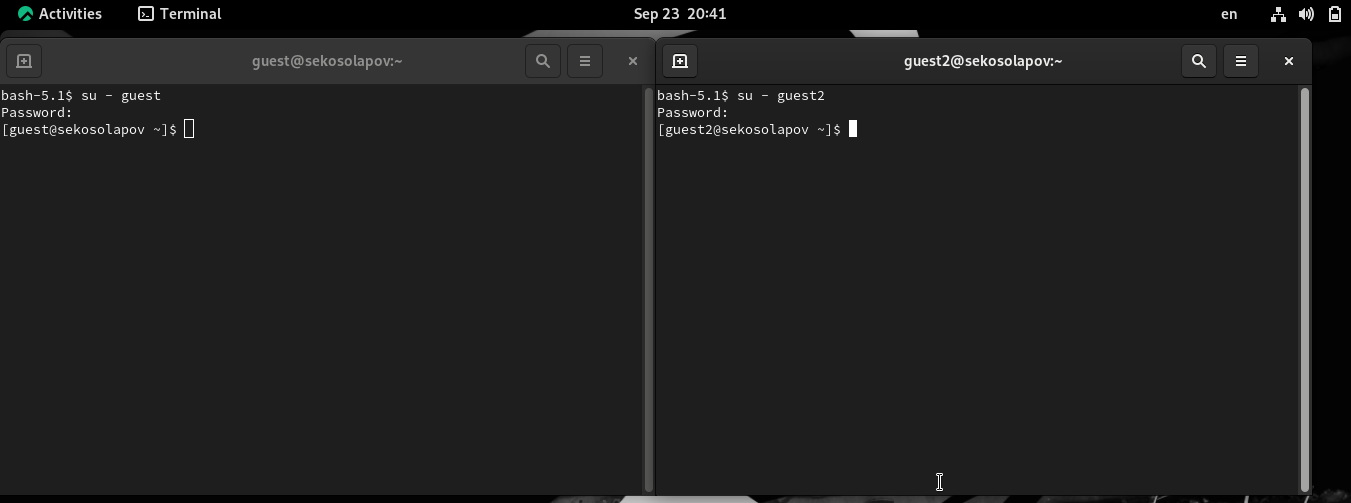 Activities Terminal Sep 23 20:41 en
guest@sekosolapov:~
bash-5.1$ su - guest
Password:
[guest@sekosolapov ~]$
guest2@sekosolapov:~
bash-5.1$ su - guest2
Password:
[guest2@sekosolapov ~]$